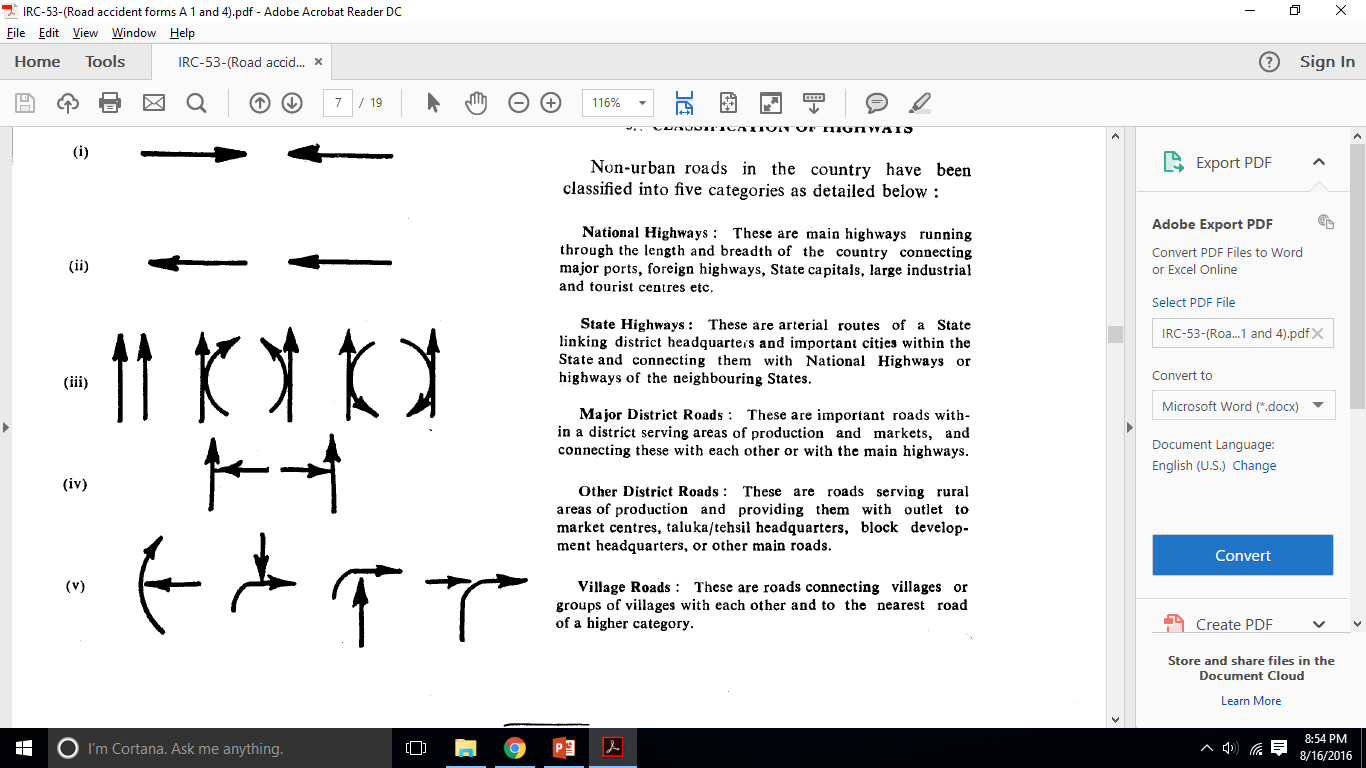 IRC-53-(Road accident forms A 1 and 4).pdf - Adobe Acrobat Reader DC
File Edit View Window Help
Home Tools IRC-53-(Road accid... × Sign In
7 / 19 116%
(i)
(ii)
(iii)
(iv)
(v)
CLASSIFICATION OF HIGHWAYS
Non-urban roads in the country have been
classified into five categories as detailed below :
National Highways : These are main highways running
through the length and breadth of the country connecting
major ports, foreign highways, State capitals, large industrial
and tourist centres etc.
State Highways : These are arterial routes of a State
linking district headquarters and important cities within the
State and connecting them with National Highways or
highways of the neighbouring States.
Major District Roads : These are important roads with-
in a district serving areas of production and markets, and
connecting these with each other or with the main highways.
Other District Roads : These are roads serving rural
areas of production and providing them with outlet to
market centres, taluka/tehsil headquarters, block develop-
ment headquarters, or other main roads.
Village Roads : These are roads connecting villages or
groups of villages with each other and to the nearest road
of a higher category.
Export PDF
Adobe Export PDF
Convert PDF Files to Word
or Excel Online
Select PDF File
IRC-53-(Roa...1 and 4).pdf ×
Convert to
Microsoft Word (*.docx)
Document Language:
English (U.S.) Change
Convert
Create PDF
Store and share files in the
Document Cloud
Learn More
I'm Cortana. Ask me anything.
8:54 PM
8/16/2016